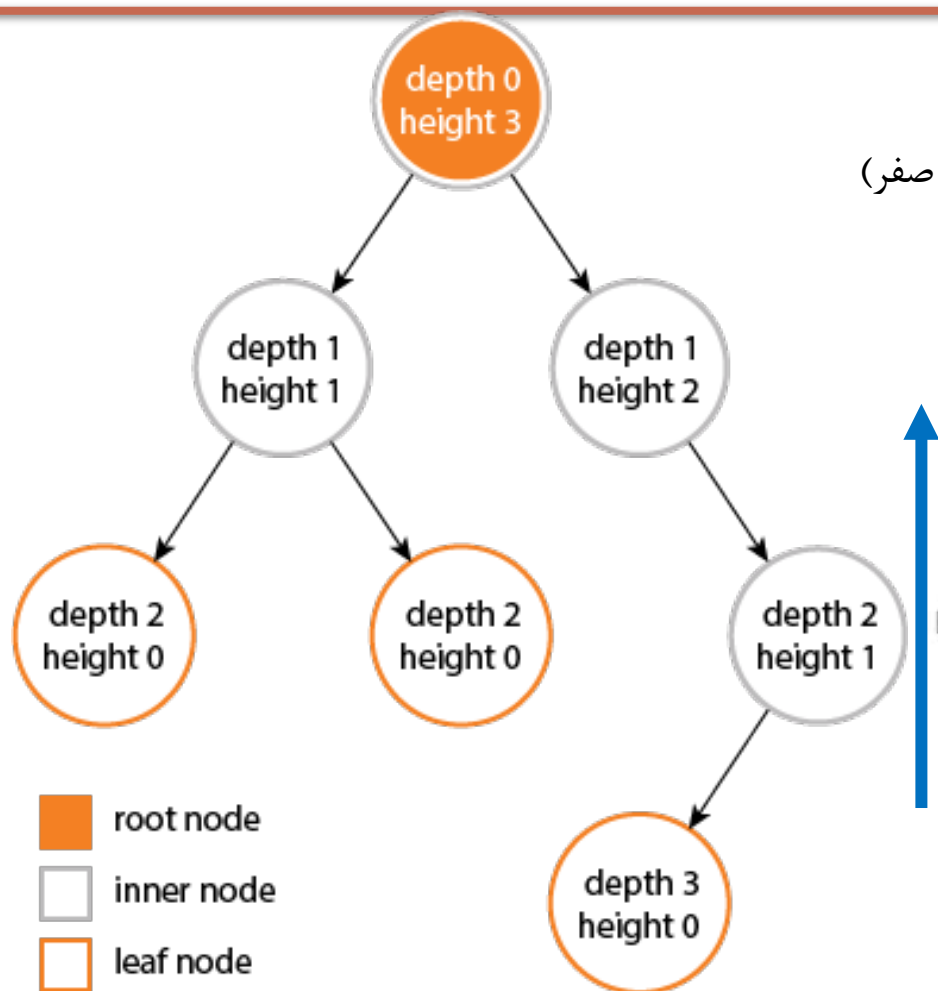 depth 0
height 3
صفر)
depth 1
height 1
depth 1
height 2
depth 2
height 0
depth 2
height 0
depth 2
height 1
root node
inner node
leaf node
depth 3
height 0